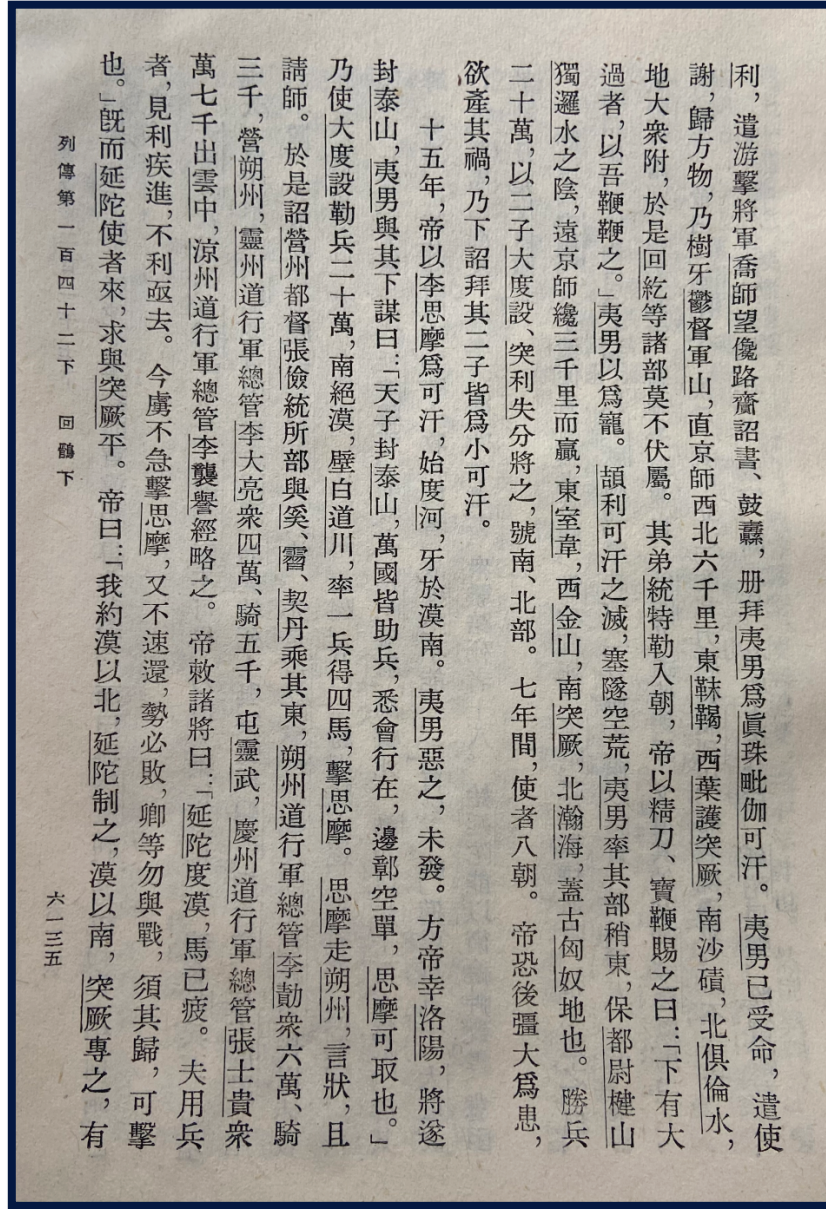 利，遣游擊將軍喬師望儳路齎詔書、鼓纛，册拜夷男爲眞珠毗伽可汗。夷男已受命，遣使
謝，歸方物，乃樹牙鬱督軍山，直京師西北六千里，東靺鞨，西葉護突厥，南沙磧，北俱倫水，
地大衆附，於是回紇等諸部莫不伏屬。其弟統特勒入朝，帝以精刀、寶鞭賜之曰：「下有大
過者，以吾鞭鞭之。」夷男以爲寵。頡利可汗之滅，塞隧空荒，夷男率其部稍東，保都尉楗山
獨邏水之陰，遠京師纔三千里而贏，東室韋，西金山，南突厥，北瀚海，蓋古匈奴地也。勝兵
二十萬，以二子大度設、突利失分將之，號南、北部。七年間，使者八朝。帝恐後彊大爲患，
欲產其禍，乃下詔拜其二子皆爲小可汗。
十五年，帝以李思摩爲可汗，始度河，牙於漠南。夷男惡之，未發。方帝幸洛陽，將遂
封泰山，夷男與其下謀曰：「天子封泰山，萬國皆助兵，悉會行在，邊鄣空單，思摩可取也。」
乃使大度設勒兵二十萬，南絕漠，壁白道川，率一兵得四馬，擊思摩。思摩走朔州，言狀，且
請師。於是詔營州都督張儉統所部與奚、霫、契丹乘其東，朔州道行軍總管李勣衆六萬、騎
三千，營朔州，靈州道行軍總管李大亮衆四萬、騎五千，屯靈武，慶州道行軍總管張士貴衆
萬七千出雲中，涼州道行軍總管李襲譽經略之。帝敕諸將曰：「延陀度漠，馬已疲。夫用兵
者，見利疾進，不利亟去。今虜不急擊思摩，又不速還，勢必敗，卿等勿與戰，須其歸，可擊
也。」旣而延陀使者來，求與突厥平。帝曰：「我約漠以北，延陀制之，漠以南，突厥專之，有
列傳第一百四十二下　回鶻下
六一三五